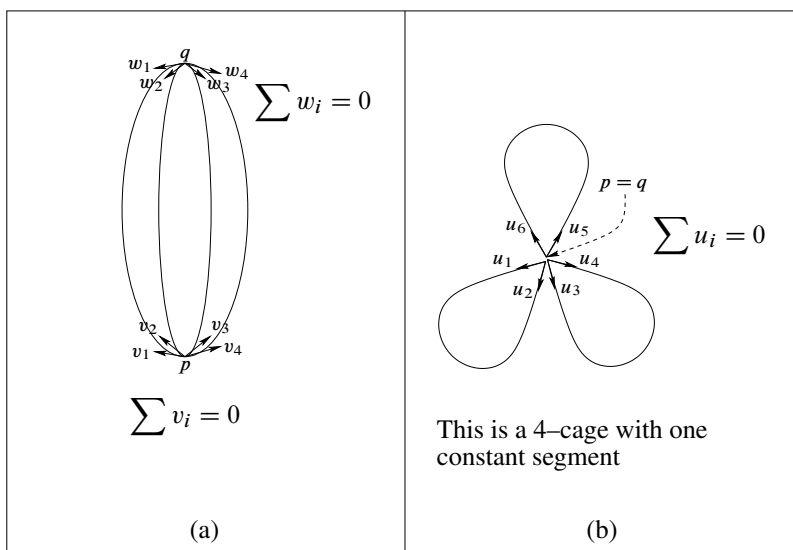 q
w₁ w₄
w₂ w₃
∑ wᵢ = 0
v₂ v₃
v₁ v₄
p
∑ vᵢ = 0
(a)
p = q
u₆ u₅
∑ uᵢ = 0
u₁ u₄
u₂ u₃
This is a 4–cage with one
constant segment
(b)